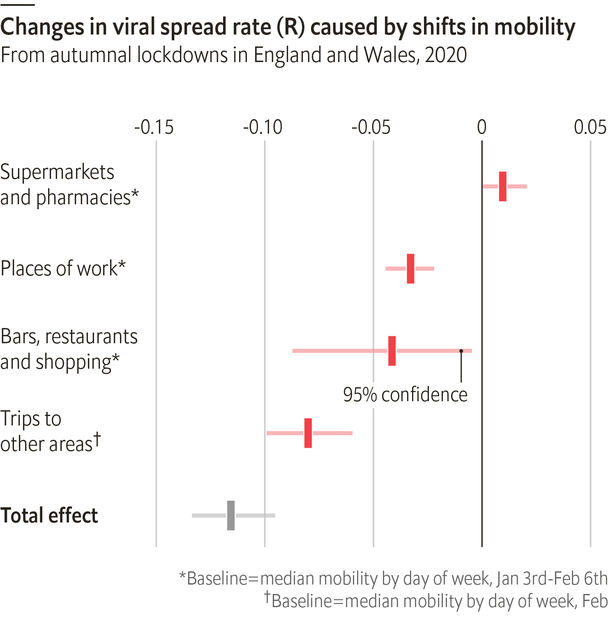 Changes in viral spread rate (R) caused by shifts in mobility
From autumnal lockdowns in England and Wales, 2020
-0.15 -0.10 -0.05 0 0.05
Supermarkets
and pharmacies*
Places of work*
Bars, restaurants
and shopping*
95% confidence
Trips to
other areas†
Total effect
*Baseline=median mobility by day of week, Jan 3rd-Feb 6th
†Baseline=median mobility by day of week, Feb